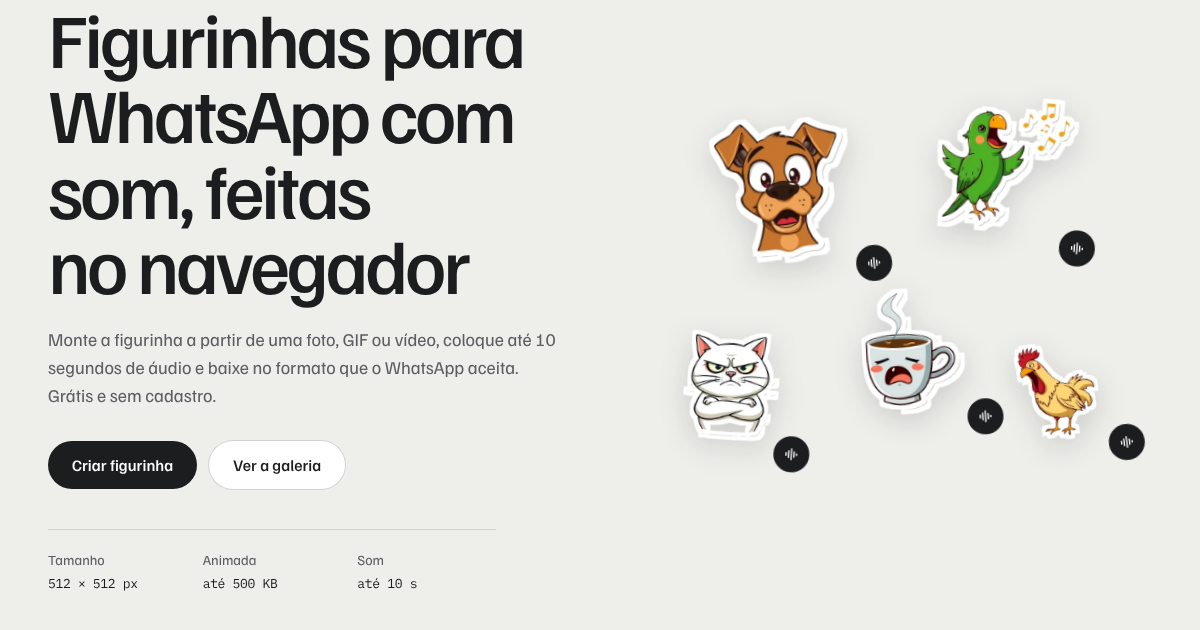 Figurinhas para
WhatsApp com
som, feitas
no navegador
Monte a figurinha a partir de uma foto, GIF ou vídeo, coloque até 10
segundos de áudio e baixe no formato que o WhatsApp aceita.
Grátis e sem cadastro.
Criar figurinha
Ver a galeria
Tamanho
512 × 512 px
Animada
até 500 KB
Som
até 10 s